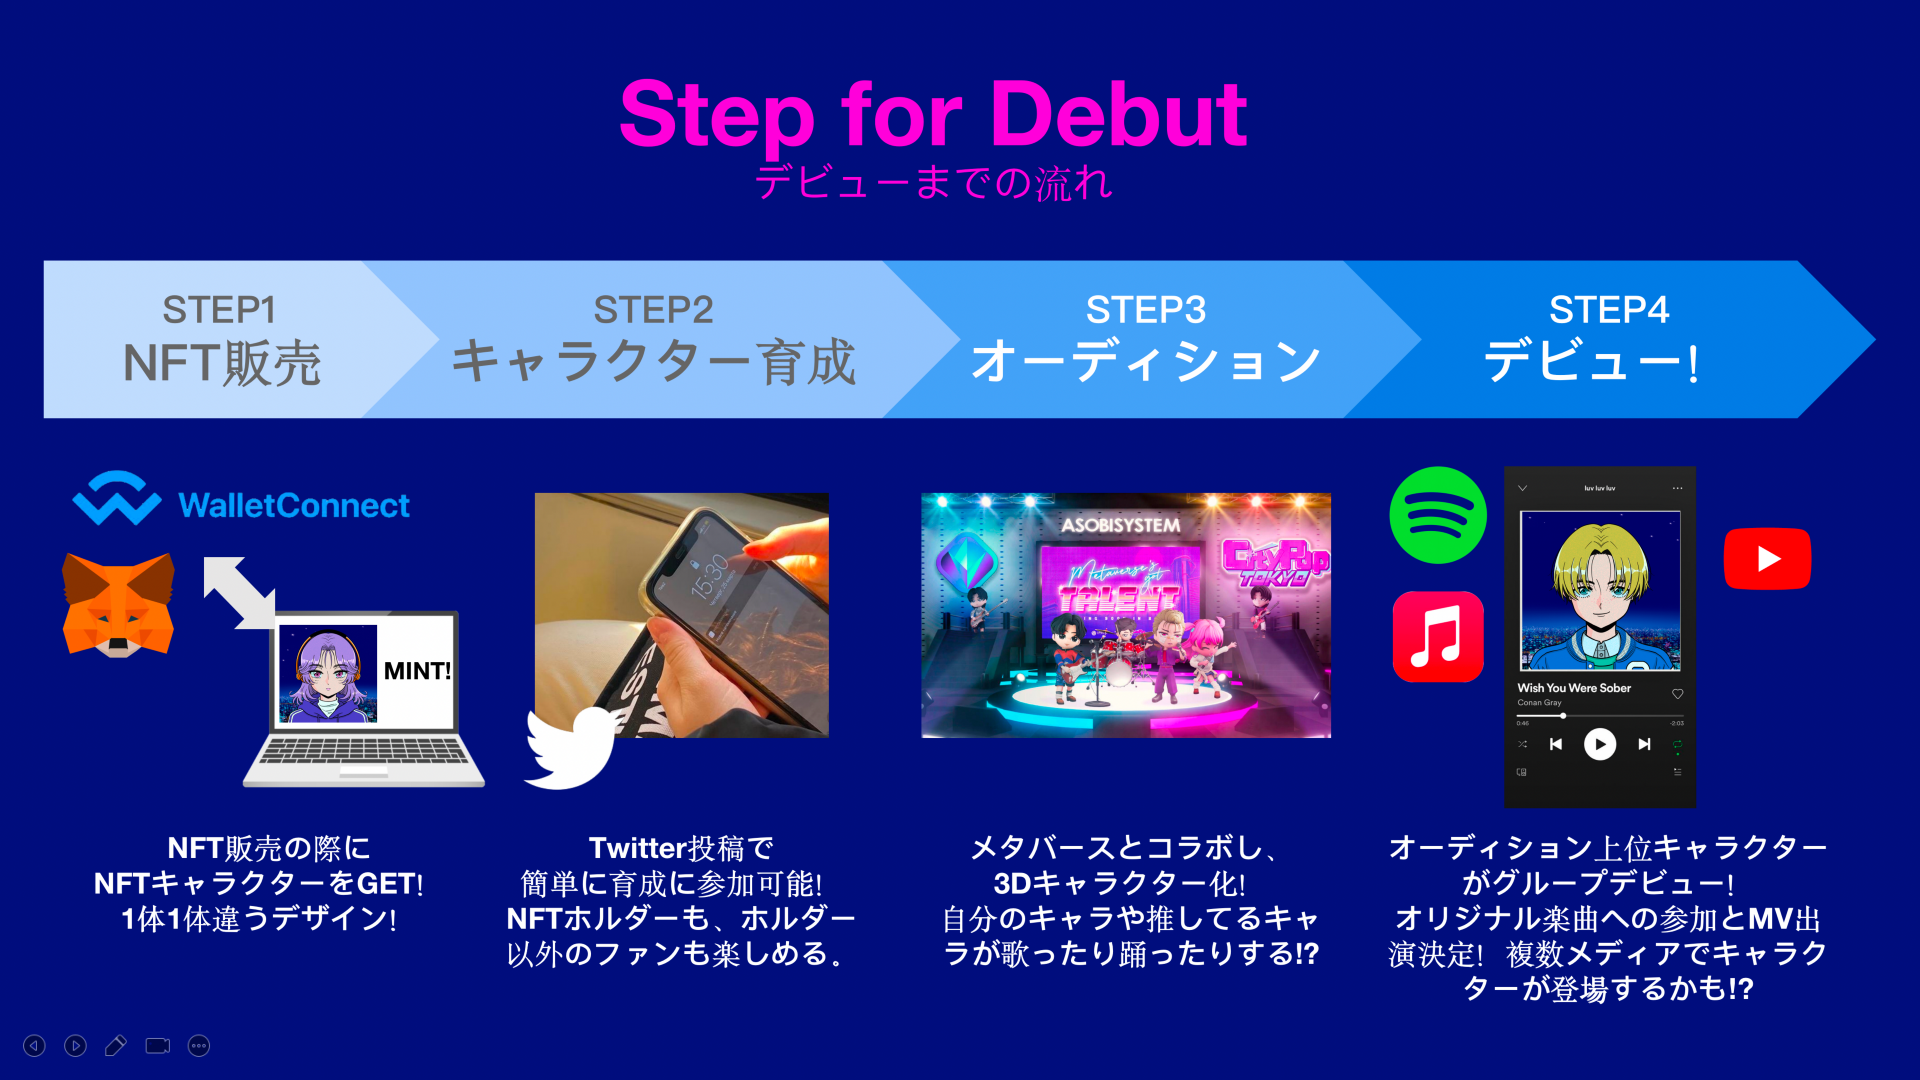 Step for Debut
デビューまでの流れ
STEP1
NFT販売
STEP2
キャラクター育成
STEP3
オーディション
STEP4
デビュー！
WalletConnect
MINT!
15:30
ASOBISYSTEM
Metaverse's got
TALENT
CityPop
TOKYO
luv luv luv
Wish You Were Sober
Conan Gray
0:46
-2:03
NFT販売の際に
NFTキャラクターをGET！
1体1体違うデザイン！
Twitter投稿で
簡単に育成に参加可能！
NFTホルダーも、ホルダー
以外のファンも楽しめる。
メタバースとコラボし、
3Dキャラクター化！
自分のキャラや推してるキャ
ラが歌ったり踊ったりする!?
オーディション上位キャラクター
がグループデビュー！
オリジナル楽曲への参加とMV出
演決定！ 複数メディアでキャラク
ターが登場するかも!?